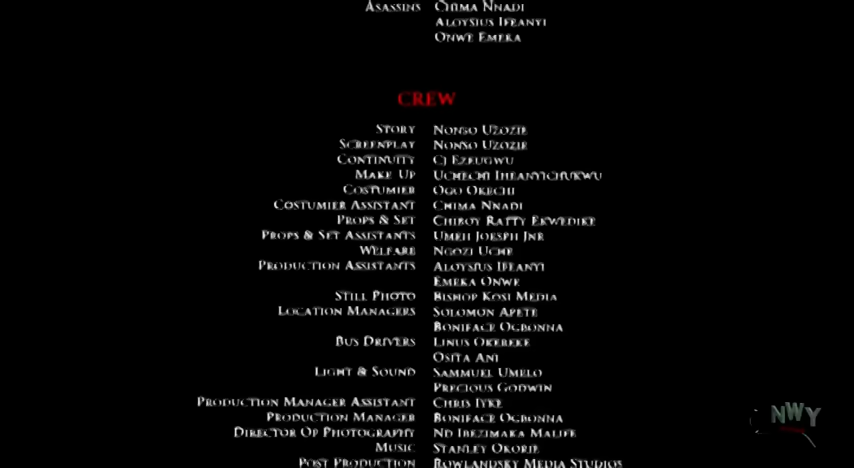 Asassins Chima Nnadi
Aloysius Ifeanyi
Onwe Emeka
CREW
Story Nonso Uzozie
Screenplay Nonso Uzozie
Continuity Cj Ezeugwu
Make Up Uchechi Iheanyichukwu
Costumier Ogo Okechi
Costumier Assistant Chima Nnadi
Props & Set Chiboy Ratty Ekwedike
Props & Set Assistants Umeh Joesph Jnr
Welfare Ngozi Uche
Production Assistants Aloysius Ifeanyi
Emeka Onwe
Still Photo Bishop Kosi Media
Location Managers Solomon Apete
Boniface Ogbonna
Bus Drivers Linus Okereke
Osita Ani
Light & Sound Sammuel Umelo
Precious Godwin
Production Manager Assistant Chris Iyke
Production Manager Boniface Ogbonna
Director Op Photography Nd Ibezimaka Malife
Music Stanley Okorie
Post Production Rowlandsky Media Studios
NWY